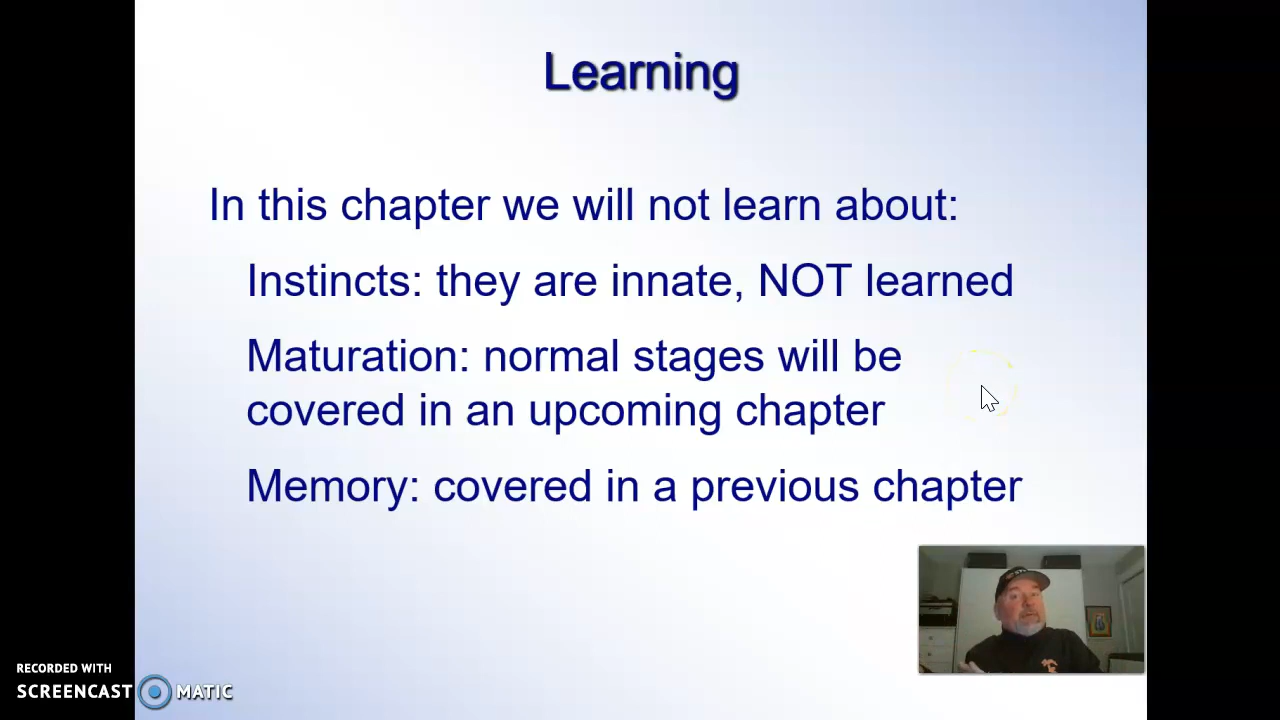 Learning
In this chapter we will not learn about:
Instincts: they are innate, NOT learned
Maturation: normal stages will be
covered in an upcoming chapter
Memory: covered in a previous chapter
RECORDED WITH
SCREENCAST MATIC